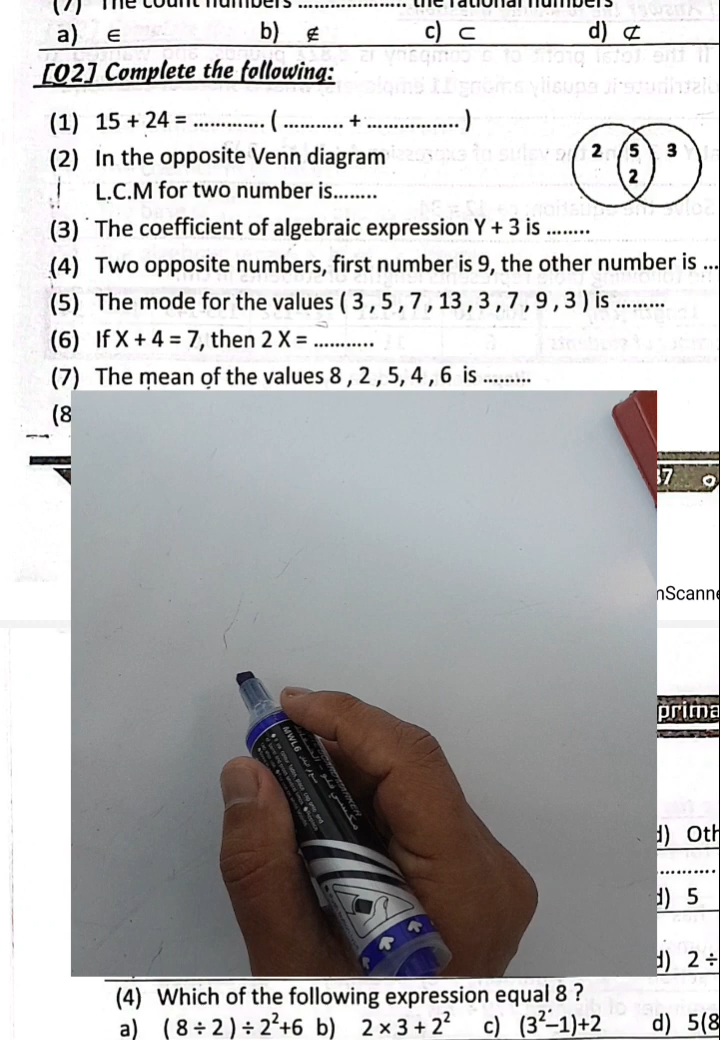 (7) The count numbers .................... the rational numbers
a) ∈ b) ∉ c) ⊂ d) ⊄
[Q2] Complete the following:
(1) 15 + 24 = ............. ( ........... + ................. )
(2) In the opposite Venn diagram
2 5 3
2
L.C.M for two number is........
(3) The coefficient of algebraic expression Y + 3 is ........
(4) Two opposite numbers, first number is 9, the other number is ...
(5) The mode for the values ( 3 , 5 , 7 , 13 , 3 , 7 , 9 , 3 ) is .........
(6) If X + 4 = 7, then 2 X = ...........
(7) The mean of the values 8 , 2 , 5, 4 , 6 is .........
(8
37
nScanne
prima
MWL6
d) Oth
..........
d) 5
d) 2 ÷
(4) Which of the following expression equal 8 ?
a) ( 8 ÷ 2 ) ÷ 2²+6 b) 2 × 3 + 2² c) (3²–1)+2 d) 5(8